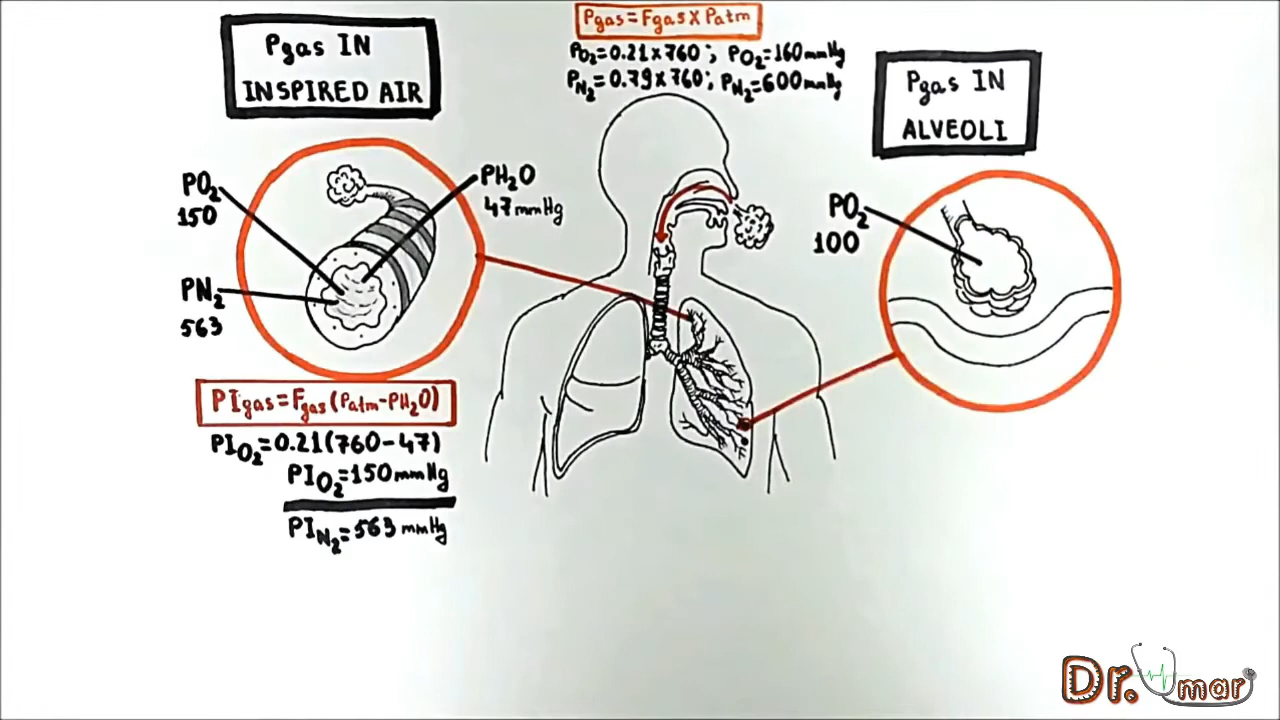 Pgas IN
INSPIRED AIR
Pgas = Fgas X Patm
PO₂ = 0.21 x 760 ; PO₂ = 160 mmHg
PN₂ = 0.79 x 760 ; PN₂ = 600 mmHg
Pgas IN
ALVEOLI
PO₂
150
PH₂O
47 mmHg
PN₂
563
PO₂
100
PIgas = Fgas (Patm - PH₂O)
PIO₂ = 0.21 (760 - 47)
PIO₂ = 150 mmHg
PIN₂ = 563 mmHg
Dr. Umar